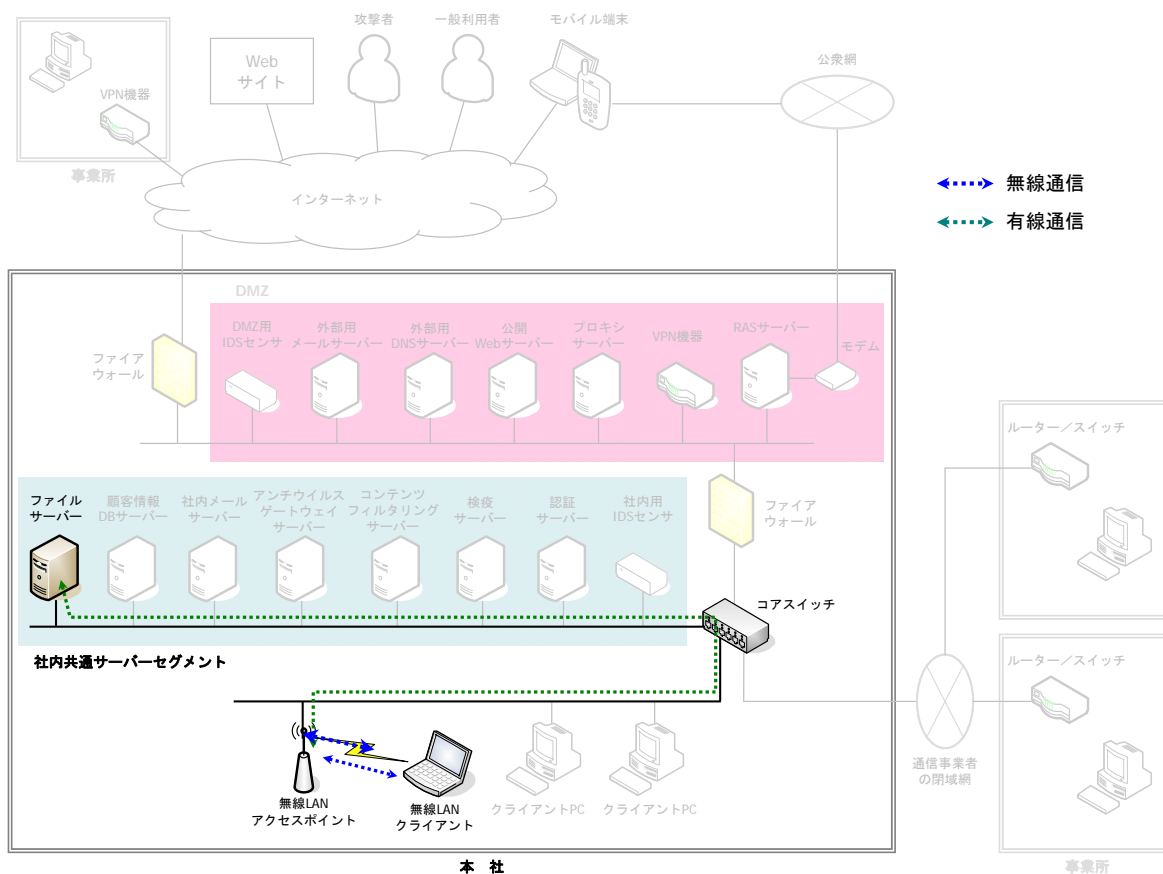 攻撃者
一般利用者
モバイル端末
Web
サイト
公衆網
VPN機器
事業所
インターネット
無線通信
有線通信
DMZ
DMZ用
IDSセンサ
外部用
メールサーバー
外部用
DNSサーバー
公開
Webサーバー
プロキシ
サーバー
VPN機器
RASサーバー
モデム
ファイア
ウォール
ルーター／スイッチ
ファイル
サーバー
顧客情報
DBサーバー
社内メール
サーバー
アンチウイルス
ゲートウェイ
サーバー
コンテンツ
フィルタリング
サーバー
検疫
サーバー
認証
サーバー
社内用
IDSセンサ
ファイア
ウォール
コアスイッチ
社内共通サーバーセグメント
ルーター／スイッチ
通信事業者
の閉域網
無線LAN
アクセスポイント
無線LAN
クライアント
クライアントPC
クライアントPC
本 社
事業所